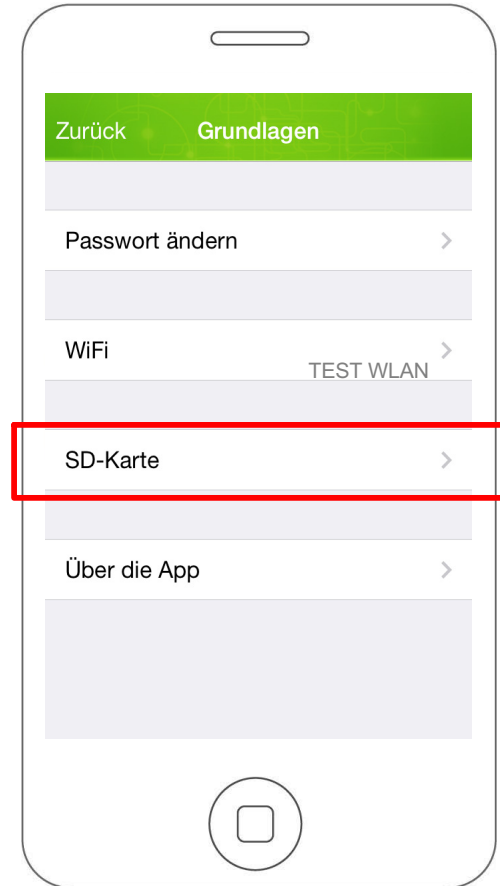 Zurück Grundlagen
Passwort ändern
WiFi
TEST WLAN
SD-Karte
Über die App